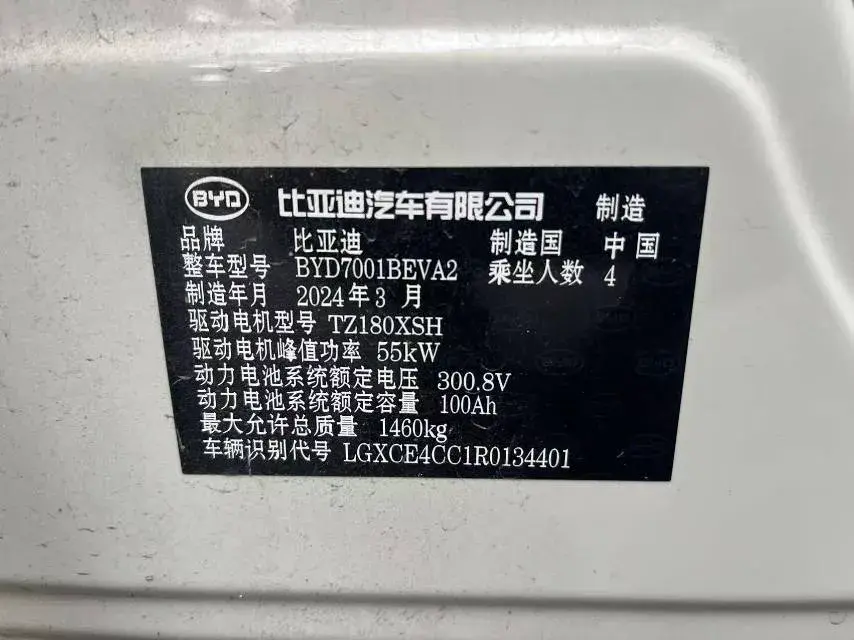 BYD 比亚迪汽车有限公司 制造
品牌 比亚迪 制造国 中国
整车型号 BYD7001BEVA2 乘坐人数 4
制造年月 2024年3月
驱动电机型号 TZ180XSH
驱动电机峰值功率 55kW
动力电池系统额定电压 300.8V
动力电池系统额定容量 100Ah
最大允许总质量 1460kg
车辆识别代号 LGXCE4CC1R0134401